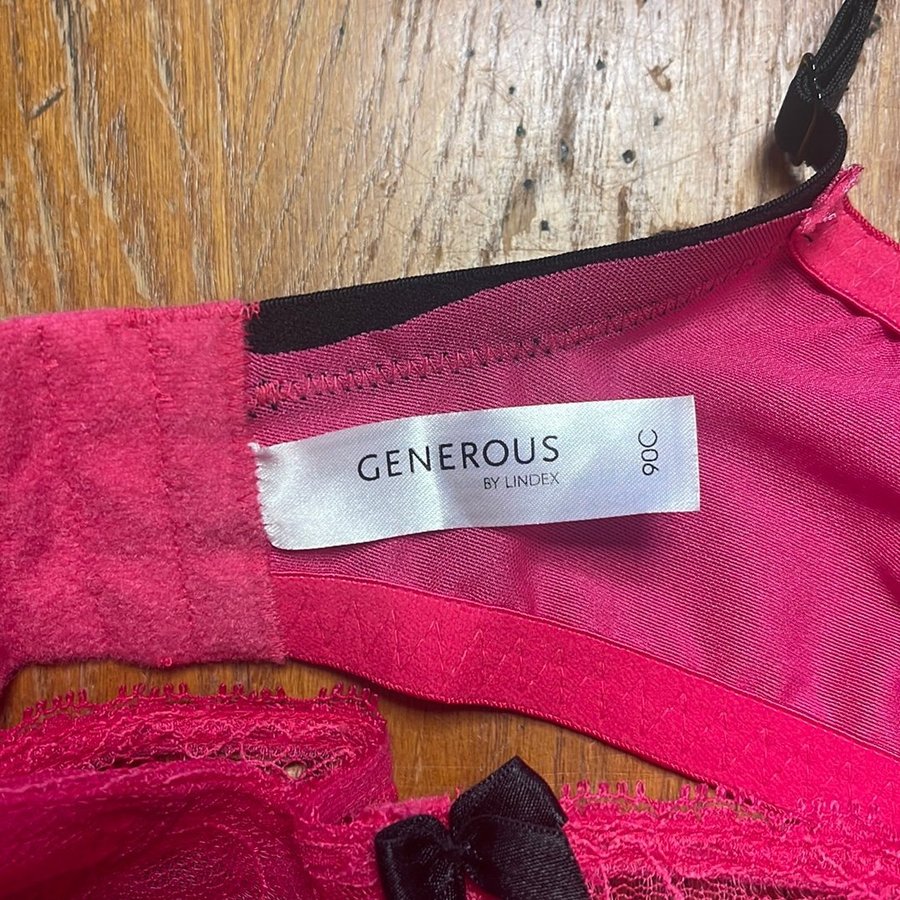 GENEROUS
BY LINDEX
90C